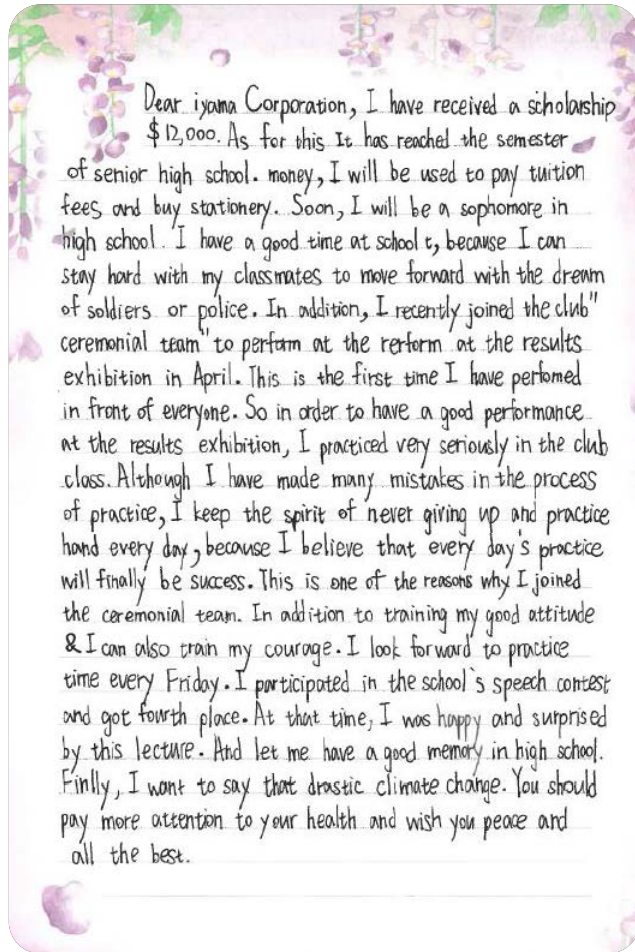 Dear iyama Corporation, I have received a scholarship
$12,000. As for this It has reached the semester
of senior high school. money, I will be used to pay tuition
fees and buy stationery. Soon, I will be a sophomore in
high school. I have a good time at school t, because I can
stay hard with my classmates to move forward with the dream
of soldiers or police. In addition, I recently joined the club"
ceremonial team" to perform at the rerform at the results
exhibition in April. This is the first time I have perfomed
in front of everyone. So in order to have a good performance
at the results exhibition, I practiced very seriously in the club
class. Although I have made many mistakes in the process
of practice, I keep the spirit of never giving up and practice
hand every day, because I believe that every day's practice
will finally be success. This is one of the reasons why I joined
the ceremonial team. In addition to training my good attitude
& I can also train my courage. I look forward to practice
time every Friday. I participated in the school's speech contest
and got fourth place. At that time, I was happy and surprised
by this lecture. And let me have a good memory in high school.
Finlly, I want to say that drastic climate change. You should
pay more attention to your health and wish you peace and
all the best.